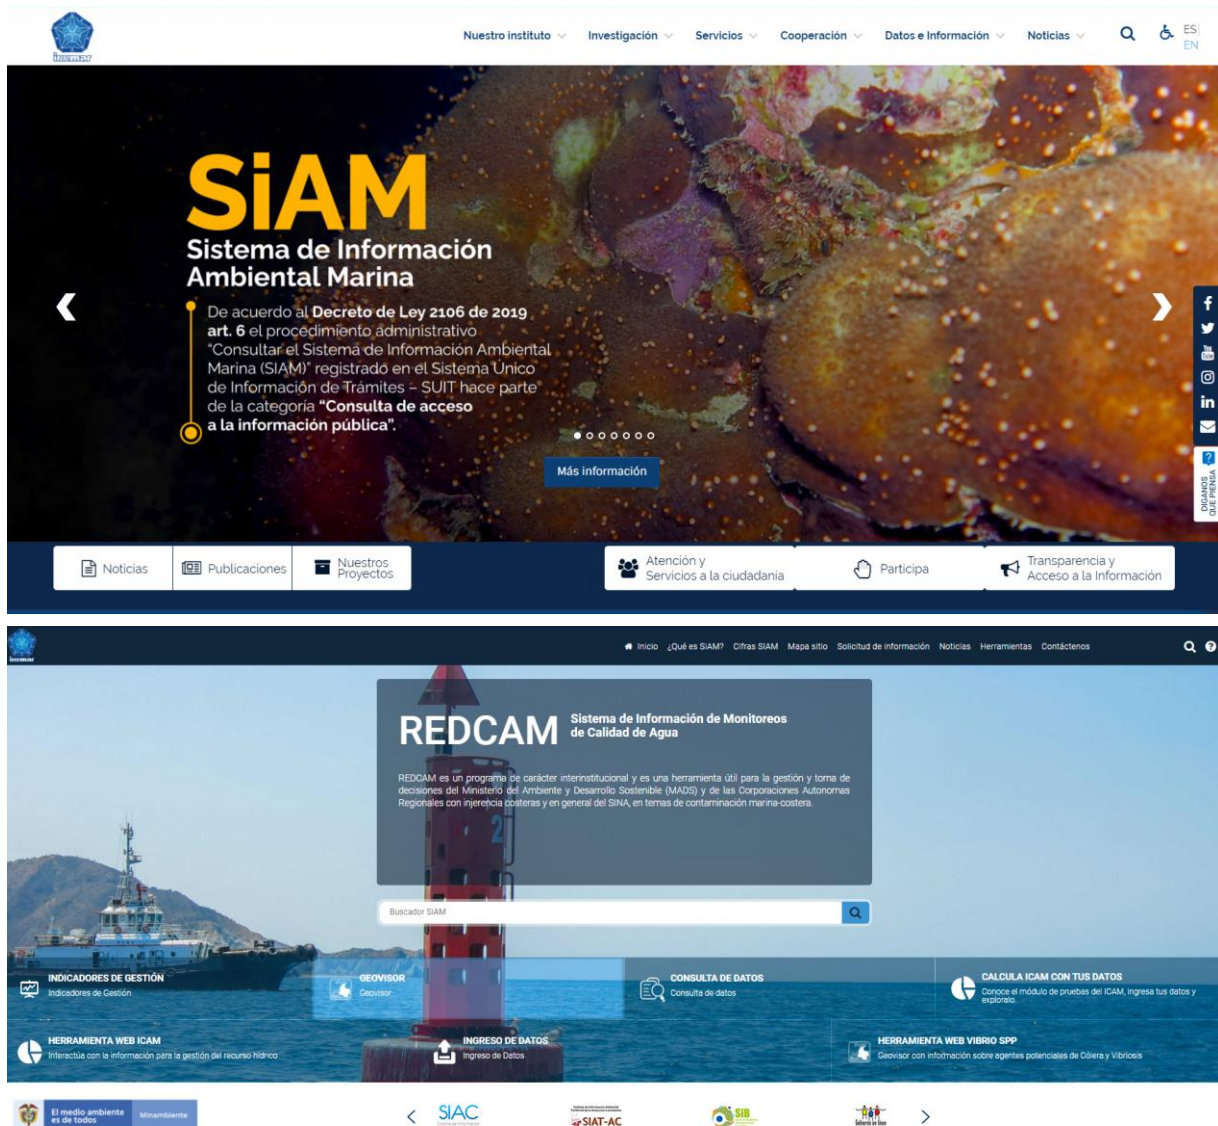 invemar
Nuestro instituto
Investigación
Servicios
Cooperación
Datos e Información
Noticias
ES
EN
SiAM
Sistema de Información
Ambiental Marina
De acuerdo al Decreto de Ley 2106 de 2019
art. 6 el procedimiento administrativo
"Consultar el Sistema de Información Ambiental
Marina (SIAM)" registrado en el Sistema Único
de Información de Trámites – SUIT hace parte
de la categoría "Consulta de acceso
a la información pública".
Más información
DIGANOS
QUE PIENSA
Noticias
Publicaciones
Nuestros
Proyectos
Atención y
Servicios a la ciudadania
Participa
Transparencia y
Acceso a la Información
invemar
Inicio
¿Qué es SIAM?
Cifras SIAM
Mapa sitio
Solicitud de información
Noticias
Herramientas
Contáctenos
REDCAM
Sistema de Información de Monitoreos
de Calidad de Agua
REDCAM es un programa de carácter interinstitucional y es una herramienta útil para la gestión y toma de
decisiones del Ministerio del Ambiente y Desarrollo Sostenible (MADS) y de las Corporaciones Autonomas
Regionales con injerencia costeras y en general del SINA, en temas de contaminación marina-costera.
2
Buscador SiAM
INDICADORES DE GESTIÓN
Indicadores de Gestión
GEOVISOR
Geovisor
CONSULTA DE DATOS
Consulta de datos
CALCULA ICAM CON TUS DATOS
Conoce el módulo de pruebas del ICAM, ingresa tus datos y
exploralo.
HERRAMIENTA WEB ICAM
Interactúa con la información para la gestión del recurso hídrico
INGRESO DE DATOS
Ingreso de Datos
HERRAMIENTA WEB VIBRIO SPP
Geovisor con información sobre agentes potenciales de Cólera y Vibriosis
El medio ambiente
es de todos
Minambiente
SIAC
SIAT-AC
SiB